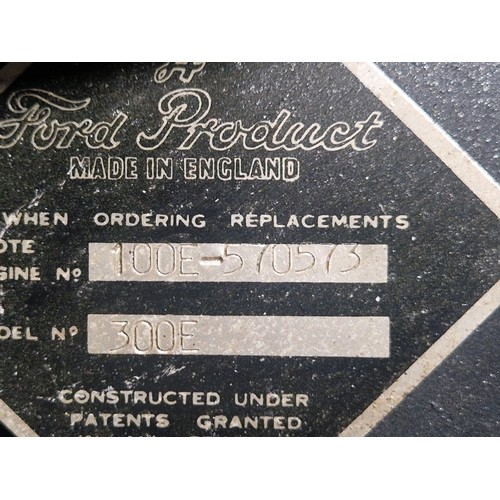 A
Ford Product
MADE IN ENGLAND
WHEN ORDERING REPLACEMENTS
OTE
GINE Nº 100E-570573
DEL Nº 300E
CONSTRUCTED UNDER
PATENTS GRANTED